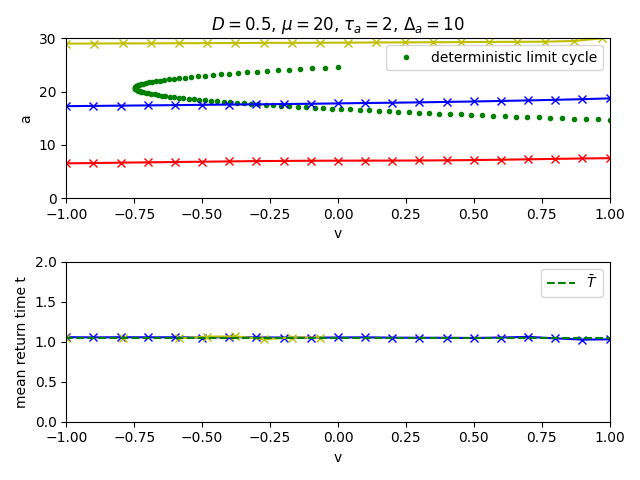 D = 0.5, μ = 20, τₐ = 2, Δₐ = 10
30
20
10
0
a
deterministic limit cycle
−1.00 −0.75 −0.50 −0.25 0.00 0.25 0.50 0.75 1.00
v
2.0
1.5
1.0
0.5
0.0
mean return time t
T̄
−1.00 −0.75 −0.50 −0.25 0.00 0.25 0.50 0.75 1.00
v